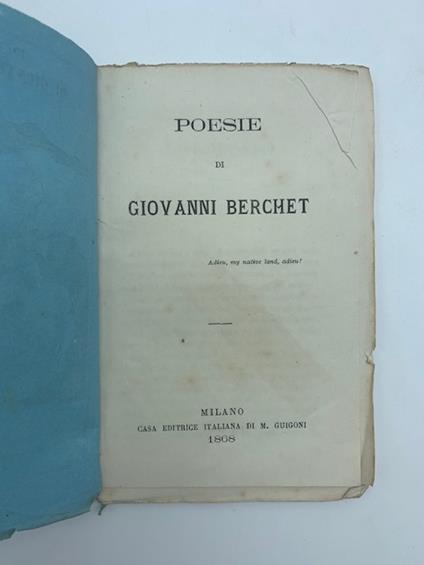 POESIE
DI
GIOVANNI BERCHET
Adieu, my native land, adieu!
MILANO
CASA EDITRICE ITALIANA DI M. GUIGONI
1868